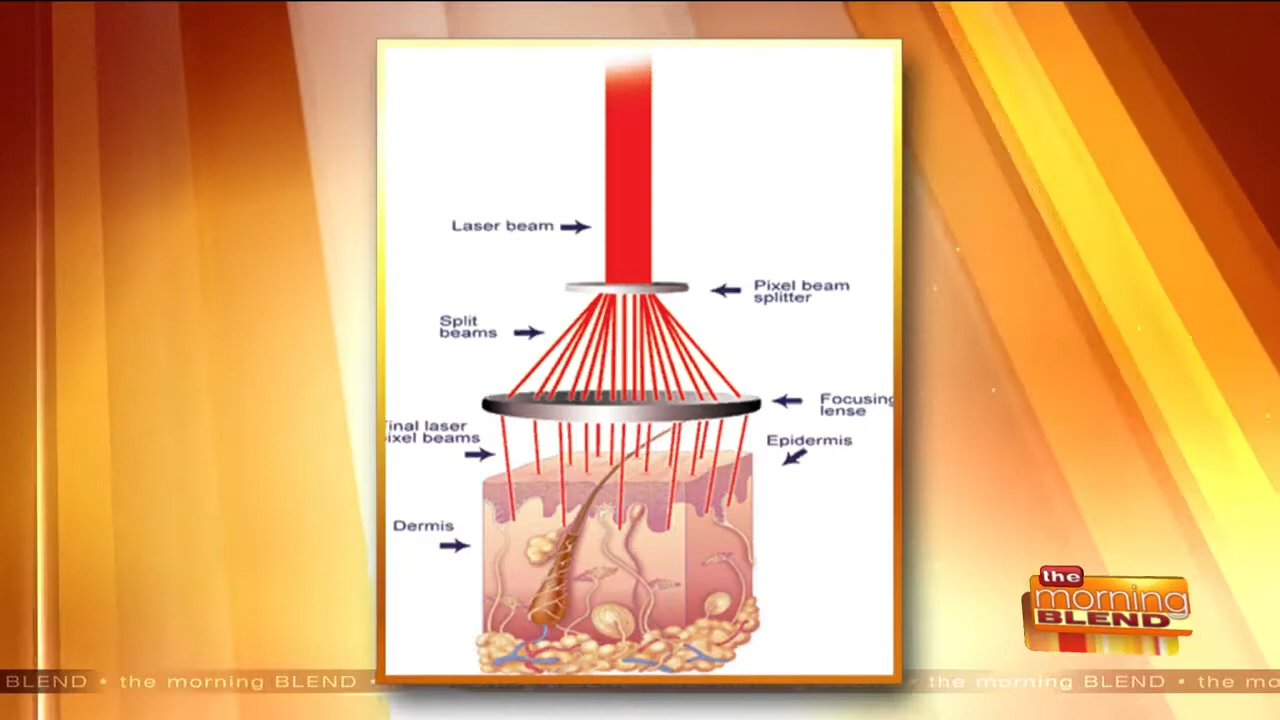 Laser beam
Pixel beam
splitter
Split
beams
Focusing
lense
inal laser
ixel beams
Epidermis
Dermis
the
morning
BLEND
BLEND • the morning BLEND •
the morning BLEND • the mo